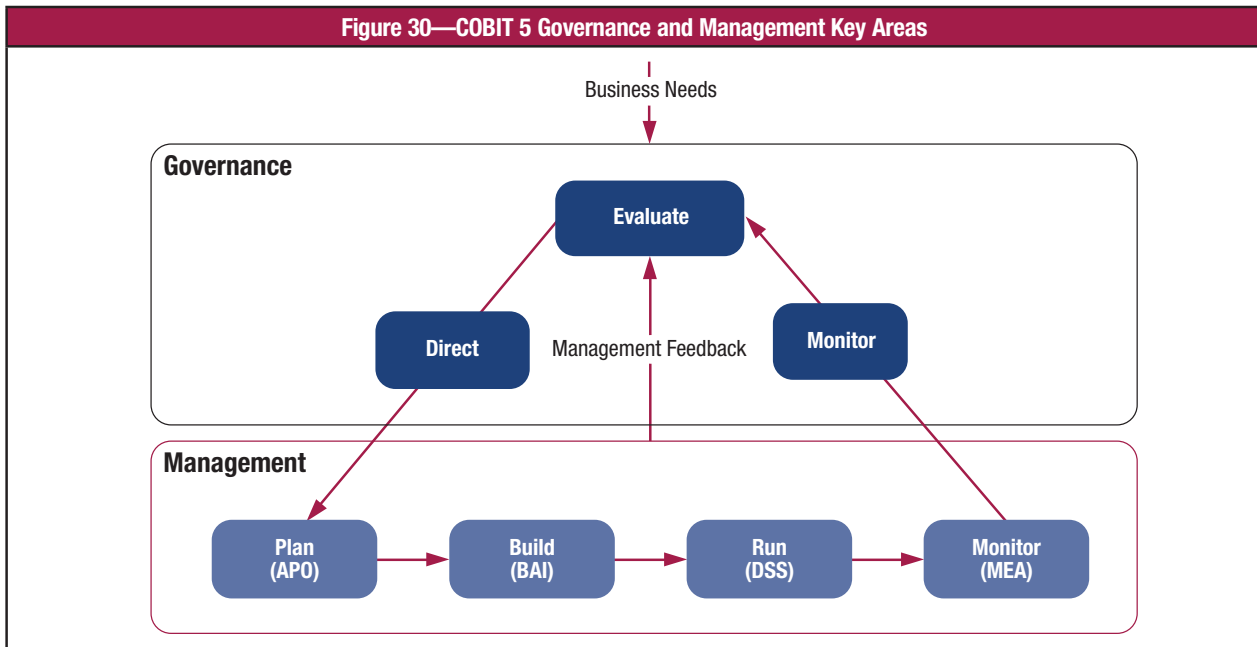 Figure 30—COBIT 5 Governance and Management Key Areas
Business Needs
Governance
Evaluate
Direct
Management Feedback
Monitor
Management
Plan
(APO)
Build
(BAI)
Run
(DSS)
Monitor
(MEA)